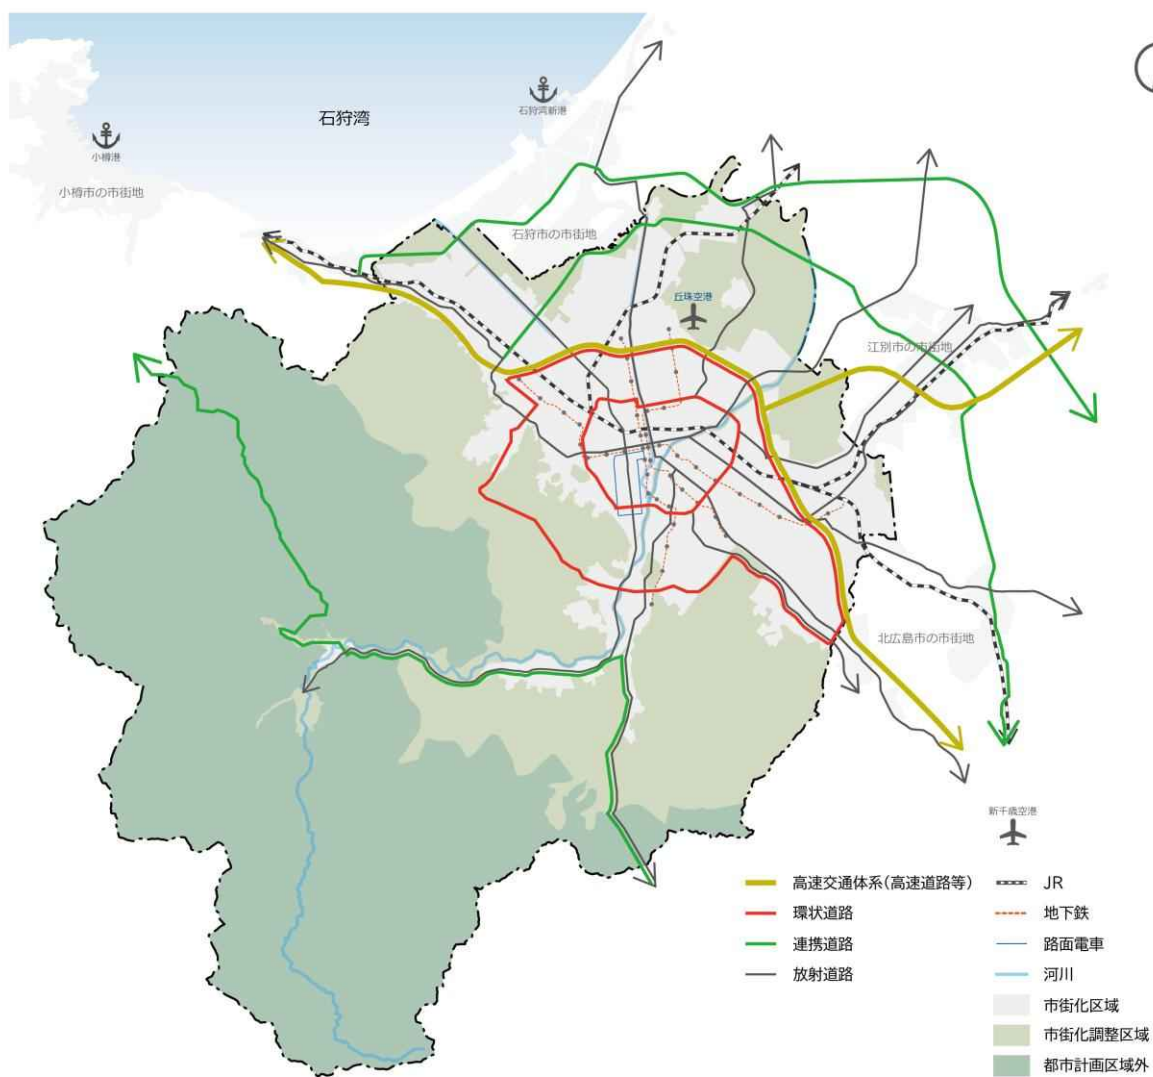 石狩湾
石狩湾新港
小樽港
小樽市の市街地
石狩市の市街地
丘珠空港
江別市の市街地
北広島市の市街地
新千歳空港
高速交通体系(高速道路等)
環状道路
連携道路
放射道路
JR
地下鉄
路面電車
河川
市街化区域
市街化調整区域
都市計画区域外